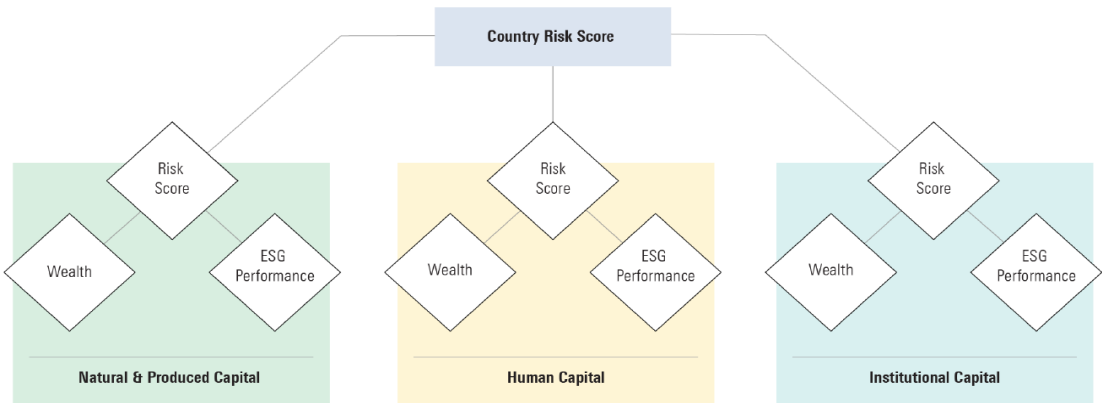 Country Risk Score
Risk
Score
Wealth
ESG
Performance
Natural & Produced Capital
Risk
Score
Wealth
ESG
Performance
Human Capital
Risk
Score
Wealth
ESG
Performance
Institutional Capital